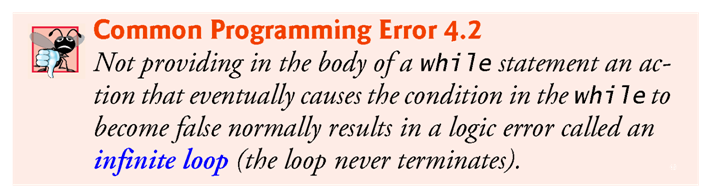 Common Programming Error 4.2
Not providing in the body of a while statement an ac-
tion that eventually causes the condition in the while to
become false normally results in a logic error called an
infinite loop (the loop never terminates).